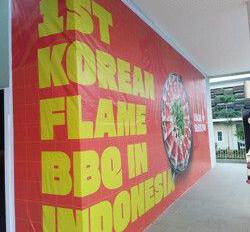 1ST
KOREAN
FLAME
BBQ IN
INDONESIA